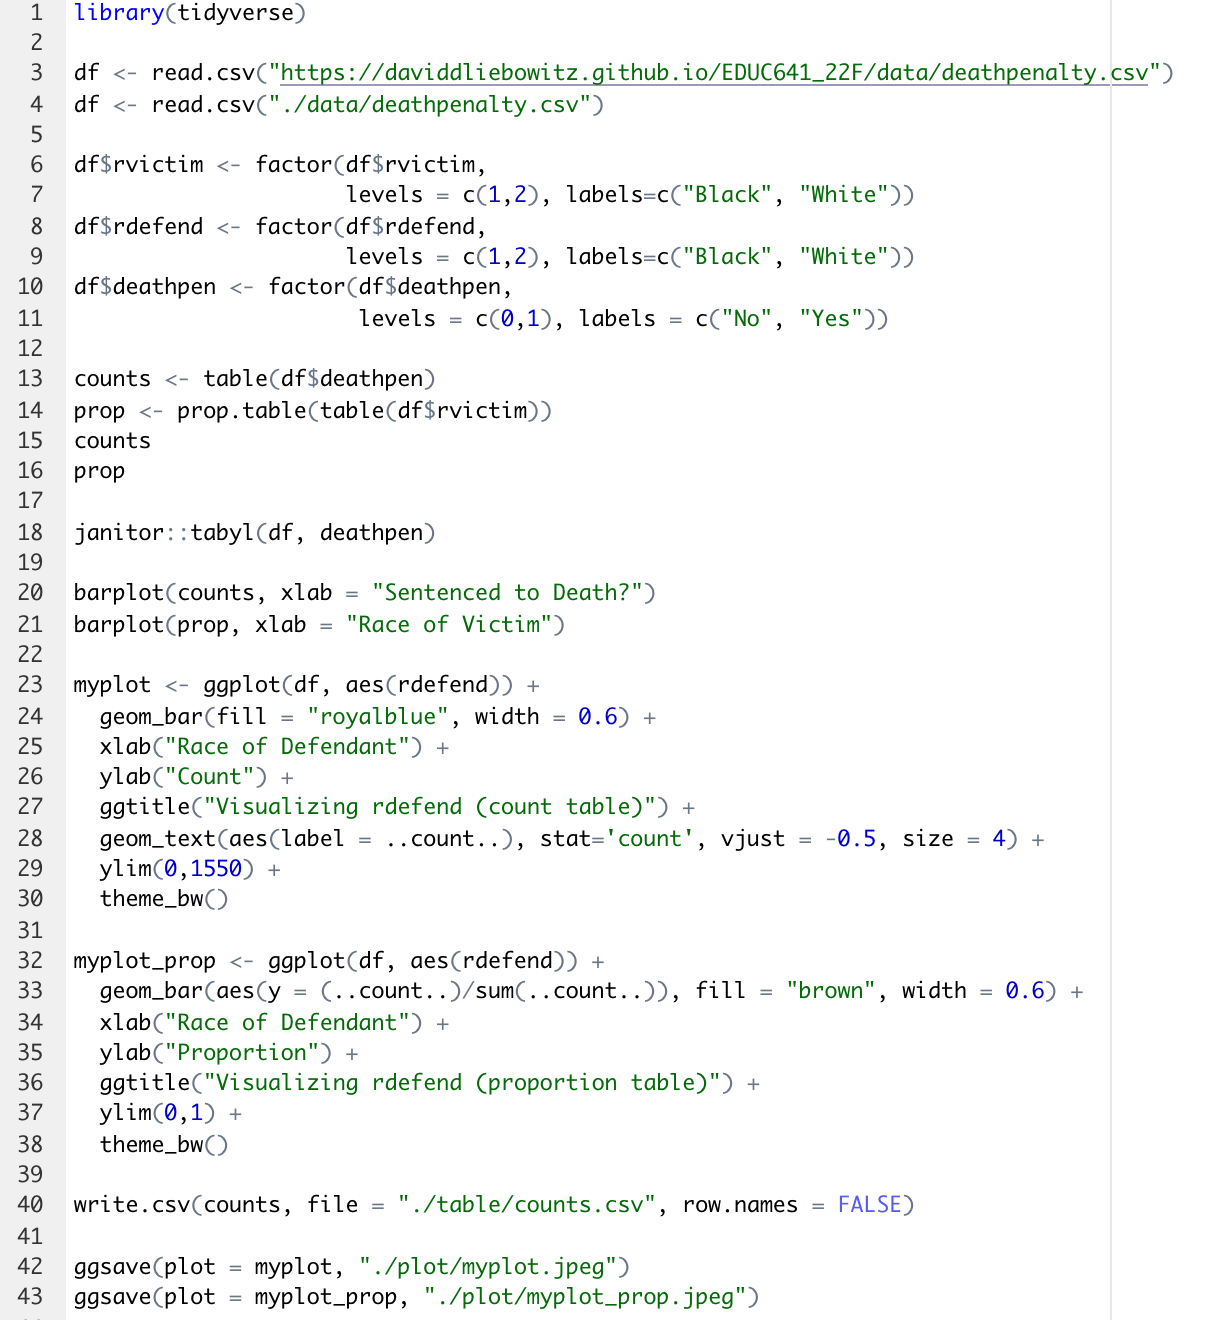 1 library(tidyverse)
2
3 df <- read.csv("https://daviddliebowitz.github.io/EDUC641_22F/data/deathpenalty.csv")
4 df <- read.csv("./data/deathpenalty.csv")
5
6 df$rvictim <- factor(df$rvictim,
7                      levels = c(1,2), labels=c("Black", "White"))
8 df$rdefend <- factor(df$rdefend,
9                      levels = c(1,2), labels=c("Black", "White"))
10 df$deathpen <- factor(df$deathpen,
11                       levels = c(0,1), labels = c("No", "Yes"))
12
13 counts <- table(df$deathpen)
14 prop <- prop.table(table(df$rvictim))
15 counts
16 prop
17
18 janitor::tabyl(df, deathpen)
19
20 barplot(counts, xlab = "Sentenced to Death?")
21 barplot(prop, xlab = "Race of Victim")
22
23 myplot <- ggplot(df, aes(rdefend)) +
24   geom_bar(fill = "royalblue", width = 0.6) +
25   xlab("Race of Defendant") +
26   ylab("Count") +
27   ggtitle("Visualizing rdefend (count table)") +
28   geom_text(aes(label = ..count..), stat='count', vjust = -0.5, size = 4) +
29   ylim(0,1550) +
30   theme_bw()
31
32 myplot_prop <- ggplot(df, aes(rdefend)) +
33   geom_bar(aes(y = (..count..)/sum(..count..)), fill = "brown", width = 0.6) +
34   xlab("Race of Defendant") +
35   ylab("Proportion") +
36   ggtitle("Visualizing rdefend (proportion table)") +
37   ylim(0,1) +
38   theme_bw()
39
40 write.csv(counts, file = "./table/counts.csv", row.names = FALSE)
41
42 ggsave(plot = myplot, "./plot/myplot.jpeg")
43 ggsave(plot = myplot_prop, "./plot/myplot_prop.jpeg")